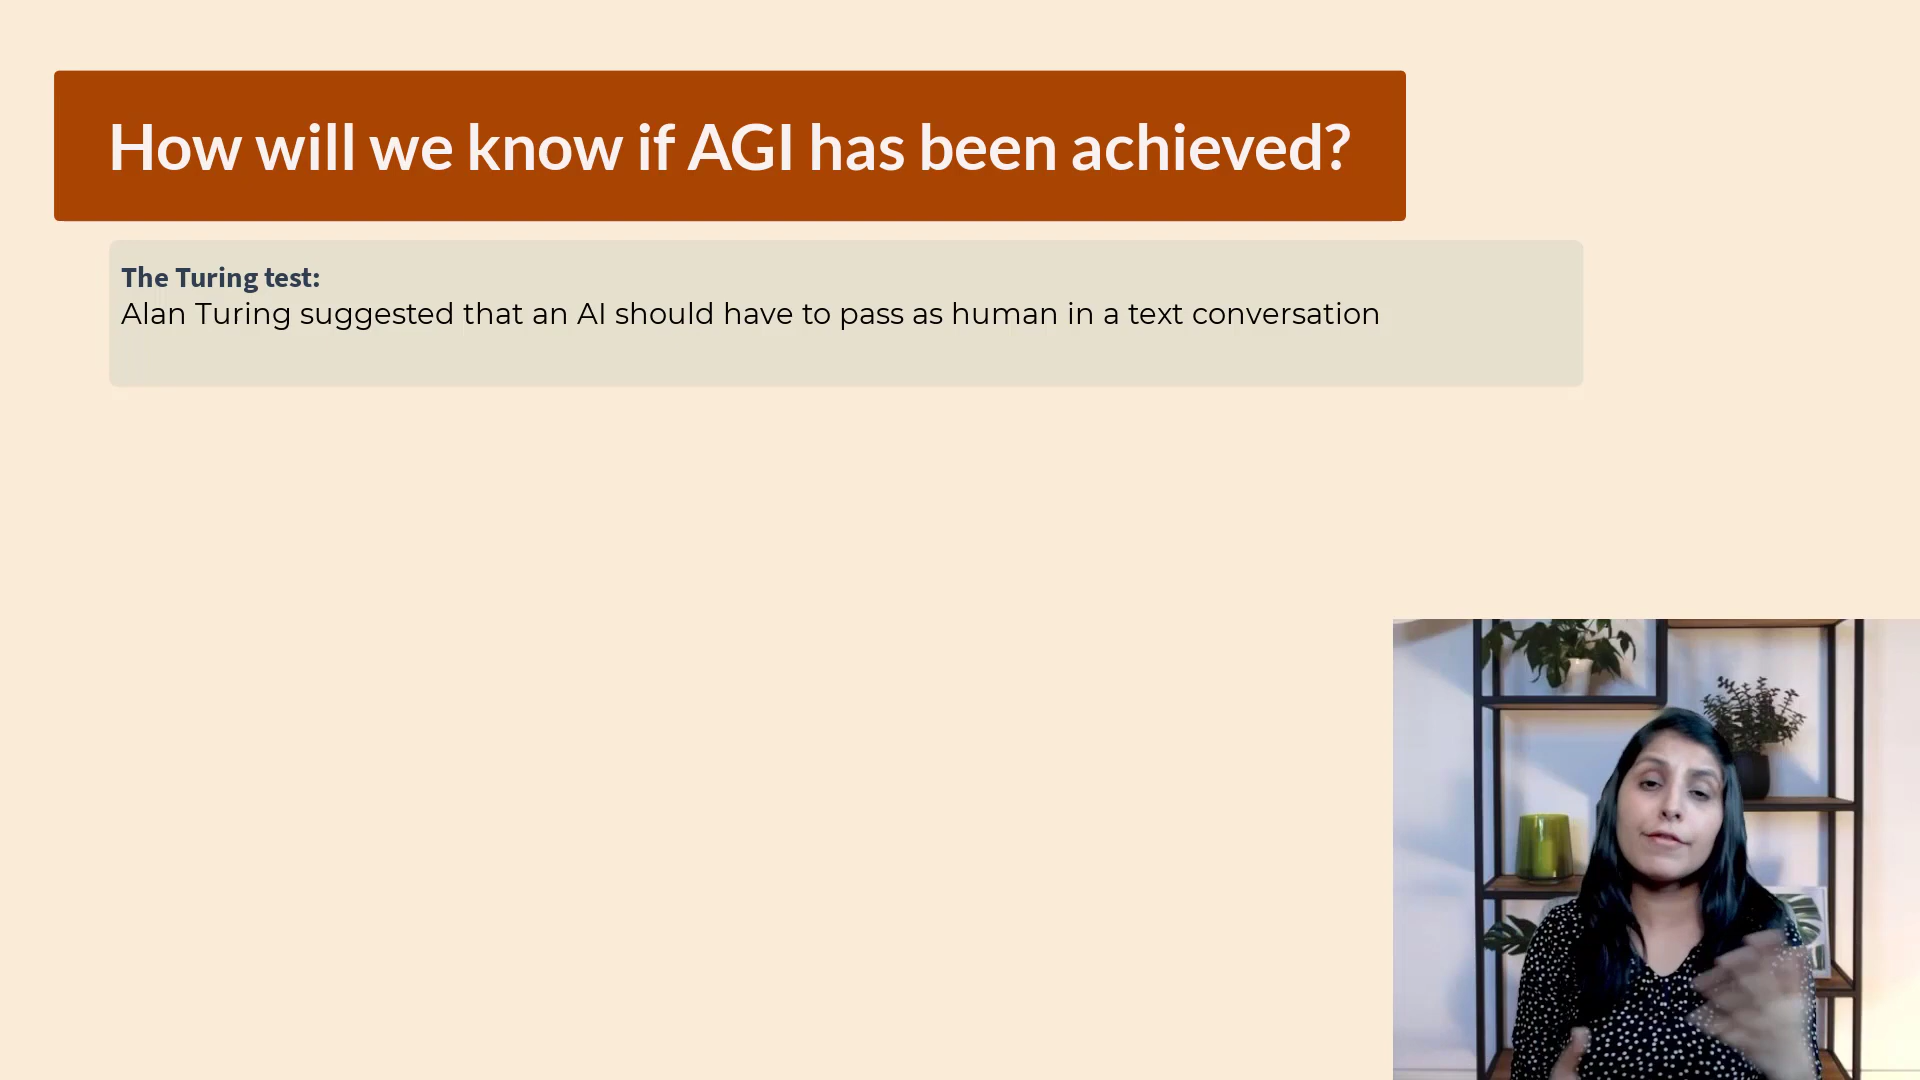 How will we know if AGI has been achieved?
The Turing test:
Alan Turing suggested that an AI should have to pass as human in a text conversation